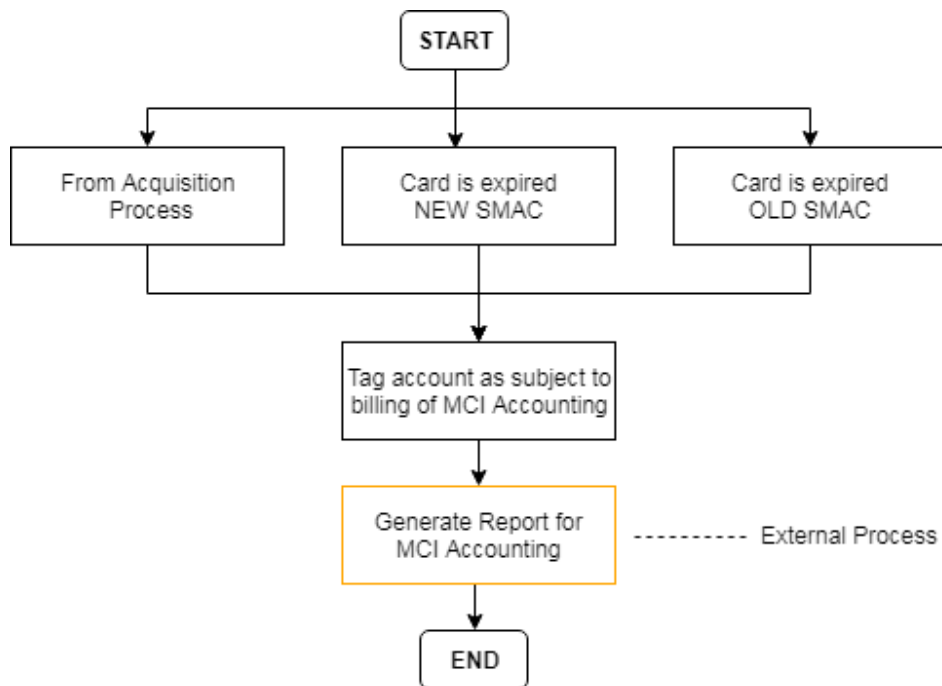 START
From Acquisition
Process
Card is expired
NEW SMAC
Card is expired
OLD SMAC
Tag account as subject to
billing of MCI Accounting
Generate Report for
MCI Accounting
External Process
END